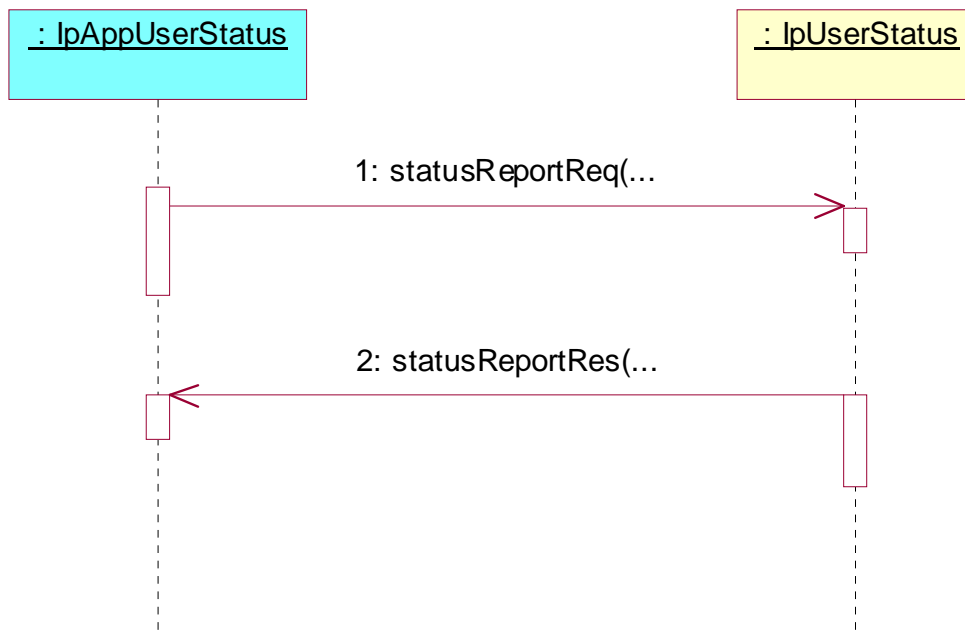 : IpAppUserStatus
: IpUserStatus
1: statusReportReq(...
2: statusReportRes(...